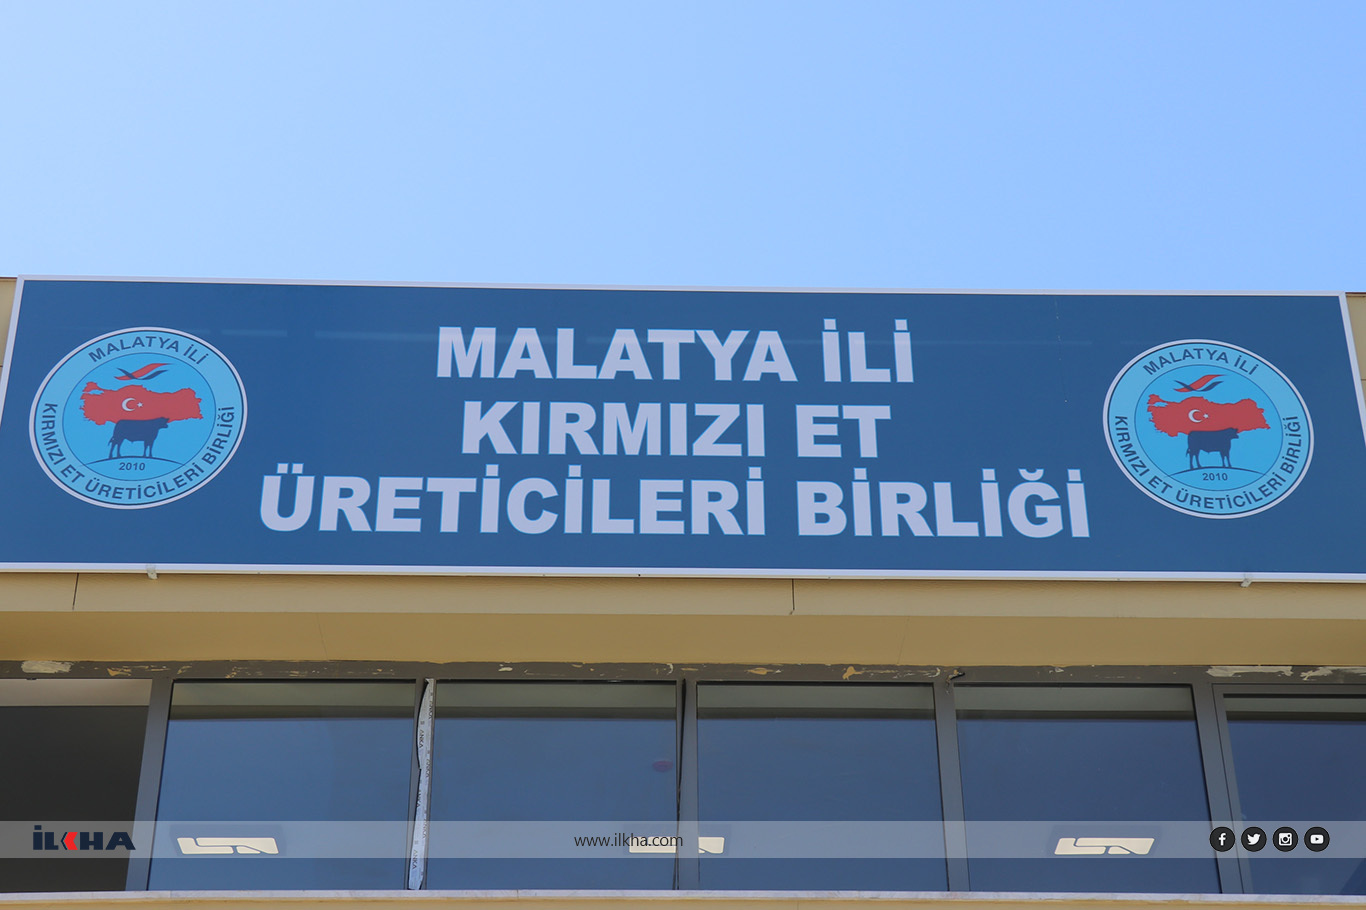 MALATYA İLİ
KIRMIZI ET
ÜRETİCİLERİ BİRLİĞİ
MALATYA İLİ
KIRMIZI ET ÜRETİCİLERİ BİRLİĞİ
2010
MALATYA İLİ
KIRMIZI ET ÜRETİCİLERİ BİRLİĞİ
2010
İLKHA
www.ilkha.com